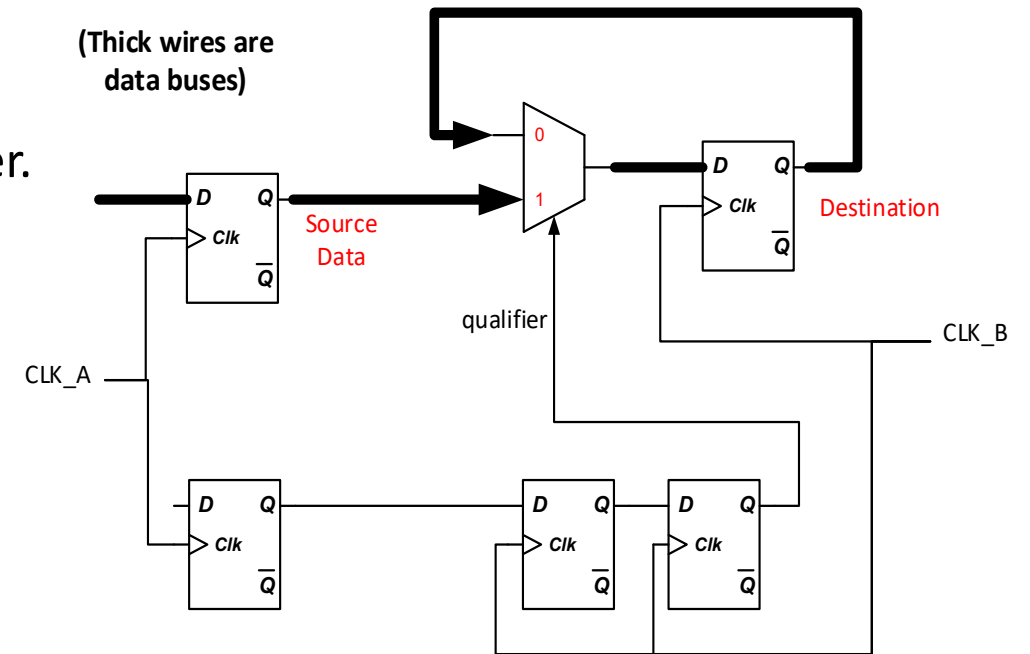 (Thick wires are
data buses)
er.
0
D
Q
D
Q
1
Source
Data
Clk
Destination
Clk
Q
Q
qualifier
CLK_B
CLK_A
D
Q
D
Q
D
Q
Clk
Clk
Clk
Q
Q
Q